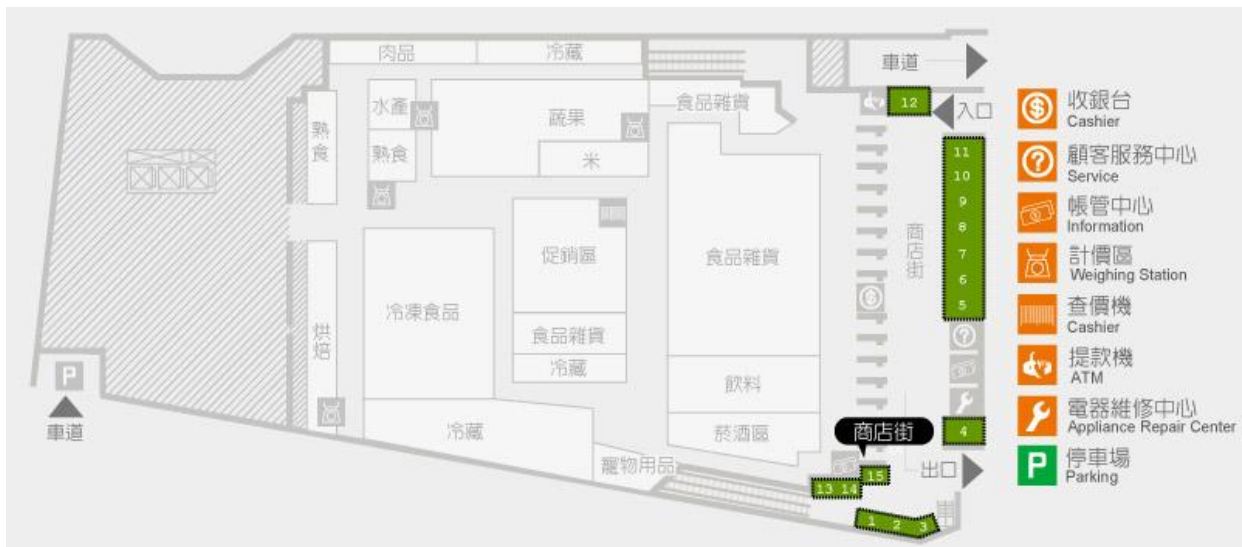 肉品
冷藏
車道
水產
蔬果
食品雜貨
12
入口
熟食
熟食
米
11
10
9
8
7
6
5
商店街
促銷區
食品雜貨
冷凍食品
食品雜貨
冷藏
烘焙
飲料
P
車道
冷藏
菸酒區
商店街
4
寵物用品
15
出口
13 14
1 2 3
$
?
$ 收銀台
Cashier
? 顧客服務中心
Service
帳管中心
Information
計價區
Weighing Station
查價機
Cashier
提款機
ATM
電器維修中心
Appliance Repair Center
P 停車場
Parking